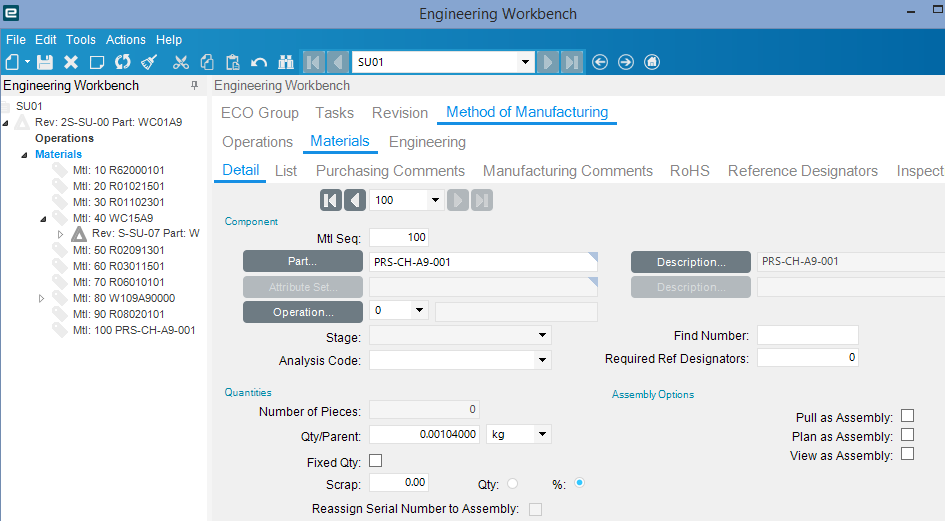 Engineering Workbench
File Edit Tools Actions Help
SU01
Engineering Workbench
Engineering Workbench
SU01
Rev: 2S-SU-00 Part: WC01A9
Operations
Materials
Mtl: 10 R62000101
Mtl: 20 R01021501
Mtl: 30 R01102301
Mtl: 40 WC15A9
Rev: S-SU-07 Part: W
Mtl: 50 R02091301
Mtl: 60 R03011501
Mtl: 70 R06010101
Mtl: 80 W109A90000
Mtl: 90 R08020101
Mtl: 100 PRS-CH-A9-001
ECO Group Tasks Revision Method of Manufacturing
Operations Materials Engineering
Detail List Purchasing Comments Manufacturing Comments RoHS Reference Designators Inspect
100
Component
Mtl Seq: 100
Part... PRS-CH-A9-001 Description... PRS-CH-A9-001
Attribute Set... Description...
Operation... 0
Stage: Find Number:
Analysis Code: Required Ref Designators: 0
Quantities Assembly Options
Number of Pieces: 0 Pull as Assembly:
Qty/Parent: 0.00104000 kg Plan as Assembly:
Fixed Qty: View as Assembly:
Scrap: 0.00 Qty: %:
Reassign Serial Number to Assembly: